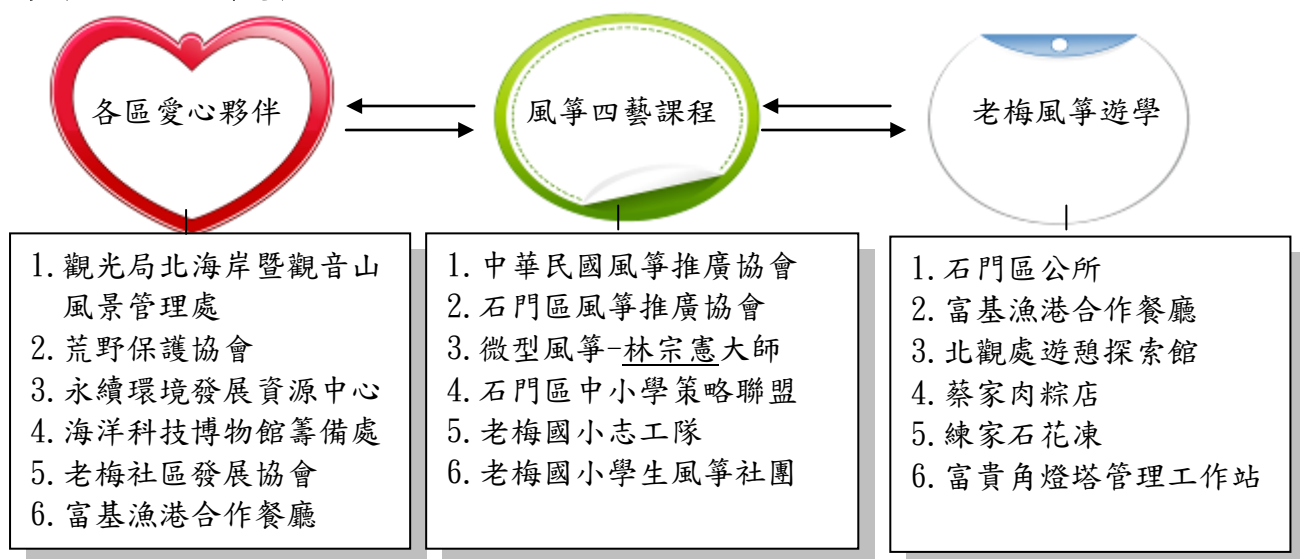 各區愛心夥伴
風箏四藝課程
老梅風箏遊學
1.觀光局北海岸暨觀音山
風景管理處
2.荒野保護協會
3.永續環境發展資源中心
4.海洋科技博物館籌備處
5.老梅社區發展協會
6.富基漁港合作餐廳
1.中華民國風箏推廣協會
2.石門區風箏推廣協會
3.微型風箏-林宗憲大師
4.石門區中小學策略聯盟
5.老梅國小志工隊
6.老梅國小學生風箏社團
1.石門區公所
2.富基漁港合作餐廳
3.北觀處遊憩探索館
4.蔡家肉粽店
5.練家石花凍
6.富貴角燈塔管理工作站